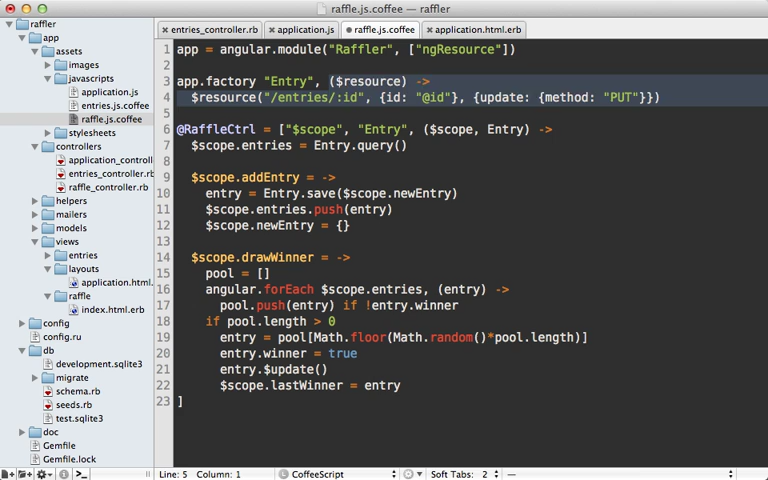 raffle.js.coffee — raffler
entries_controller.rb
application.js
raffle.js.coffee
application.html.erb
raffler
app
assets
images
javascripts
application.js
entries.js.coffee
raffle.js.coffee
stylesheets
controllers
application_controll
entries_controller.rb
raffle_controller.rb
helpers
mailers
models
views
entries
layouts
application.html.
raffle
index.html.erb
config
config.ru
db
development.sqlite3
migrate
schema.rb
seeds.rb
test.sqlite3
doc
Gemfile
Gemfile.lock
1 app = angular.module("Raffler", ["ngResource"])
2
3 app.factory "Entry", ($resource) ->
4 $resource("/entries/:id", {id: "@id"}, {update: {method: "PUT"}})
5
6 @RaffleCtrl = ["$scope", "Entry", ($scope, Entry) ->
7 $scope.entries = Entry.query()
8
9 $scope.addEntry = ->
10 entry = Entry.save($scope.newEntry)
11 $scope.entries.push(entry)
12 $scope.newEntry = {}
13
14 $scope.drawWinner = ->
15 pool = []
16 angular.forEach $scope.entries, (entry) ->
17 pool.push(entry) if !entry.winner
18 if pool.length > 0
19 entry = pool[Math.floor(Math.random()*pool.length)]
20 entry.winner = true
21 entry.$update()
22 $scope.lastWinner = entry
23 ]
Line: 5 Column: 1
CoffeeScript
Soft Tabs: 2
—